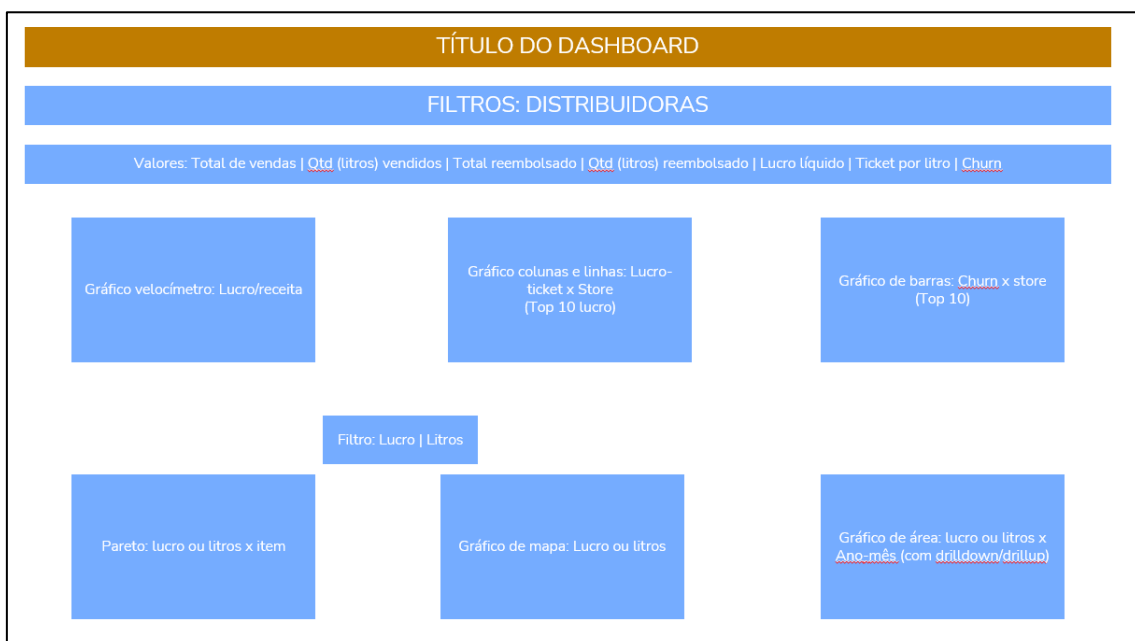 TÍTULO DO DASHBOARD
FILTROS: DISTRIBUIDORAS
Valores: Total de vendas | Qtd (litros) vendidos | Total reembolsado | Qtd (litros) reembolsado | Lucro líquido | Ticket por litro | Churn
Gráfico velocímetro: Lucro/receita
Gráfico colunas e linhas: Lucro-
ticket x Store
(Top 10 lucro)
Gráfico de barras: Churn x store
(Top 10)
Filtro: Lucro | Litros
Pareto: lucro ou litros x item
Gráfico de mapa: Lucro ou litros
Gráfico de área: lucro ou litros x
Ano-mês (com drilldown/drillup)